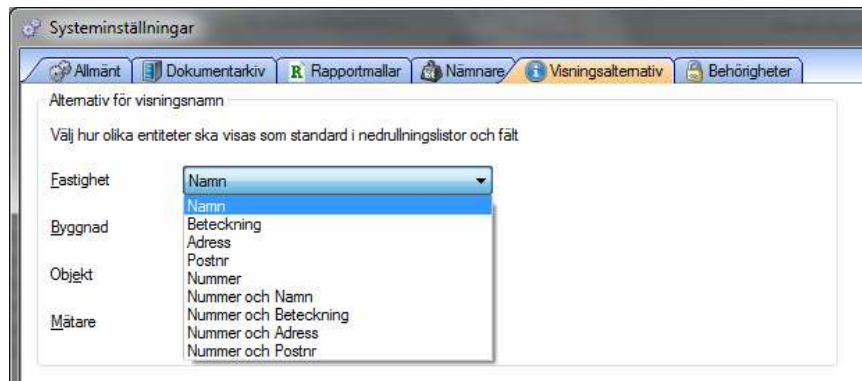 Systeminställningar
Allmänt Dokumentarkiv R Rapportmallar Nämnare Visningsalternativ Behörigheter
Alternativ för visningsnamn
Välj hur olika entiteter ska visas som standard i nedrullningslistor och fält
Fastighet Namn
Namn
Byggnad Beteckning
Adress
Postnr
Objekt Nummer
Nummer och Namn
Nummer och Beteckning
Mätare Nummer och Adress
Nummer och Postnr